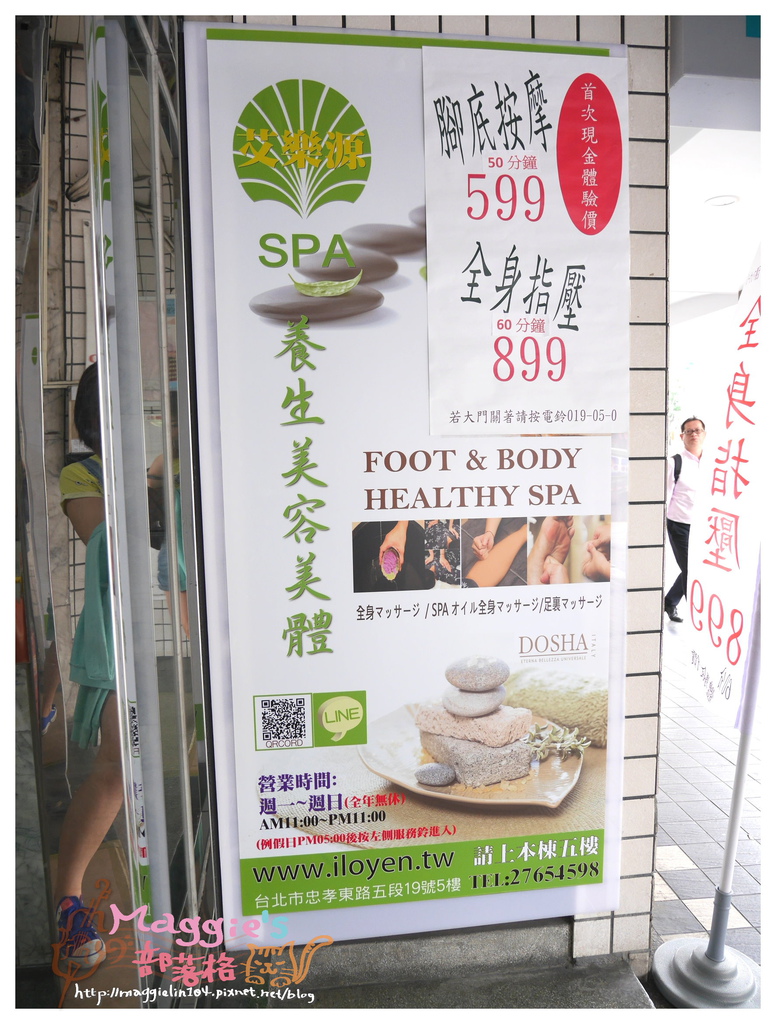 艾樂源
SPA
養生美容美體
腳底按摩
50 分鐘
599
首次現金體驗價
全身指壓
60 分鐘
899
若大門關著請按電鈴019-05-0
FOOT & BODY
HEALTHY SPA
全身マッサージ / SPA オイル全身マッサージ/足裏マッサージ
DOSHA
ITALY
ETERNA BELLEZZA UNIVERSALE
QRCORD
LINE
營業時間:
週一~週日(全年無休)
AM11:00~PM11:00
(例假日PM05:00後按左側服務鈴進入)
www.iloyen.tw
請上本棟五樓
台北市忠孝東路五段19號5樓
TEL:27654598
全身指壓
899
Maggie's
部落格
http://maggielin104.pixnet.net/blog